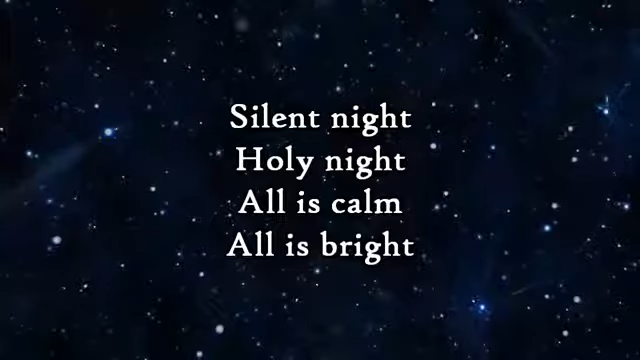 Silent night
Holy night
All is calm
All is bright